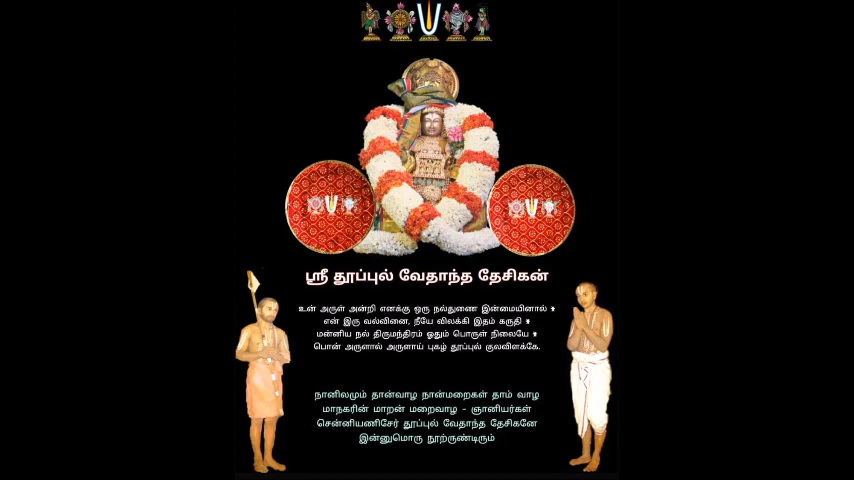 ஸ்ரீ தூப்புல் வேதாந்த தேசிகன்
உன் அருள் அன்றி எனக்கு ஒரு நல்துணை இன்மையினால் *
என் இரு வல்வினை, நீயே விலக்கி இதம் கருதி *
மன்னிய நல் திருமந்திரம் ஓதும் பொருள் நிலையே *
பொன் அருளால் அருளாய் புகழ் தூப்புல் குலவிளக்கே.
நானிலமும் தான்வாழ நான்மறைகள் தாம் வாழ
மாநகரின் மாறன் மறைவாழ - ஞானியர்கள்
சென்னியணிசேர் தூப்புல் வேதாந்த தேசிகனே
இன்னுமொரு நூற்ருண்டிரும்